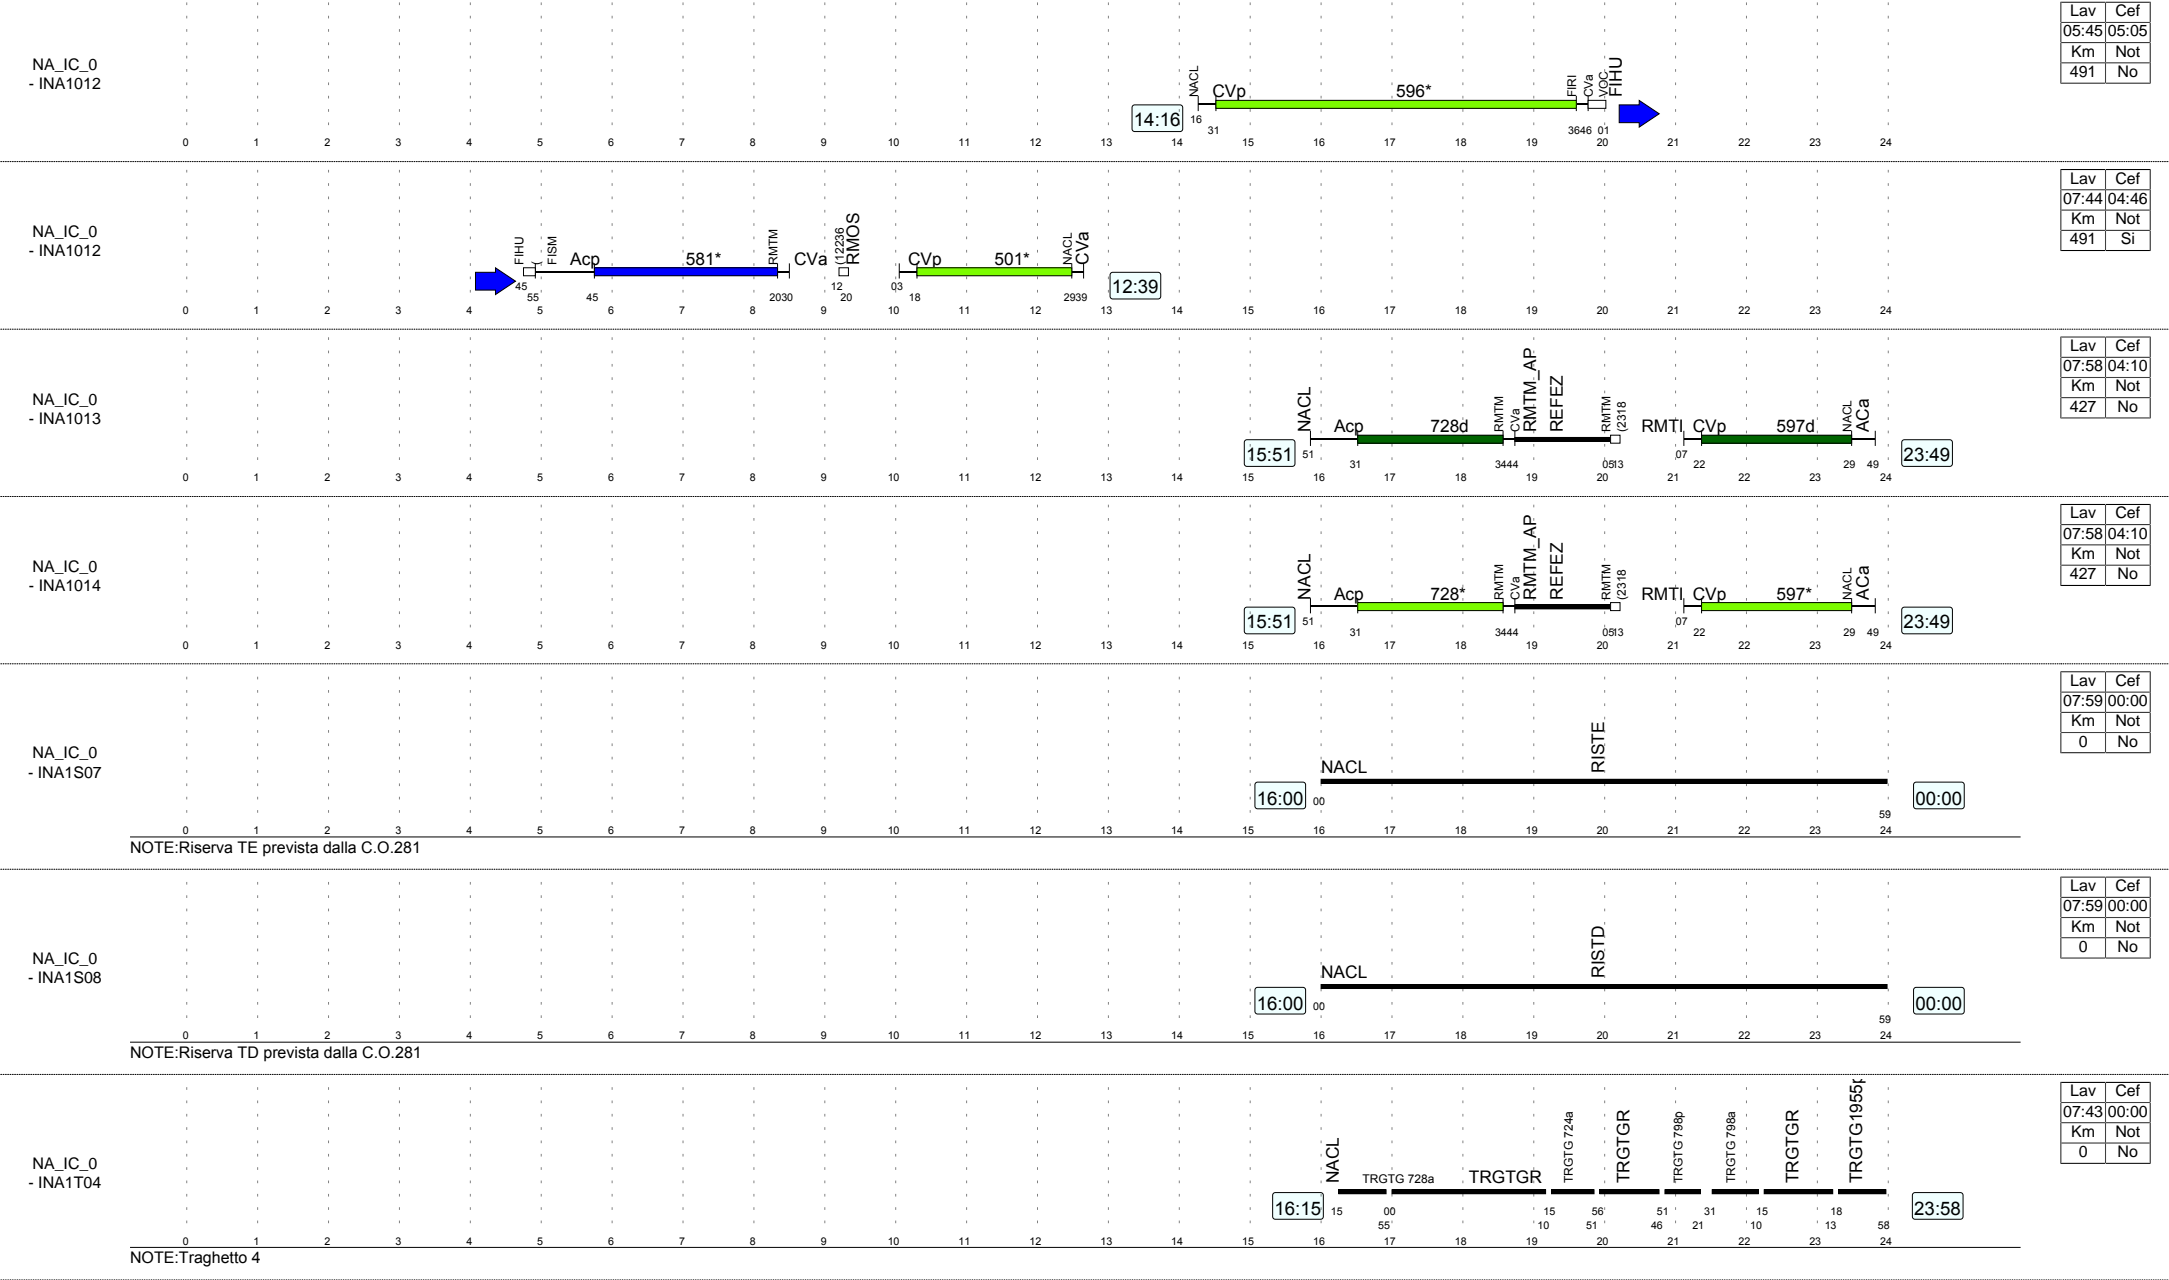 NACL CVp 596* FIRI CVa VOC FIHU
NA_IC_0
- INA1012
14:16 16 31 3646 01
0 1 2 3 4 5 6 7 8 9 10 11 12 13 14 15 16 17 18 19 20 21 22 23 24
Lav Cef
05:45 05:05
Km Not
491 No
FIHU ( FISM Acp 581* RMTM CVa (12236 RMOS CVp 501* NACL CVa
NA_IC_0
- INA1012
45 55 45 2030 12 20 03 18 2939 12:39
0 1 2 3 4 5 6 7 8 9 10 11 12 13 14 15 16 17 18 19 20 21 22 23 24
Lav Cef
07:44 04:46
Km Not
491 Si
NACL Acp 728d RMTM CVa RMTM_AP REFEZ RMTM (2318 RMTI CVp 597d NACL ACa
NA_IC_0
- INA1013
15:51 51 31 3444 0513 07 22 29 49 23:49
0 1 2 3 4 5 6 7 8 9 10 11 12 13 14 15 16 17 18 19 20 21 22 23 24
Lav Cef
07:58 04:10
Km Not
427 No
NACL Acp 728* RMTM CVa RMTM_AP REFEZ RMTM (2318 RMTI CVp 597* NACL ACa
NA_IC_0
- INA1014
15:51 51 31 3444 0513 07 22 29 49 23:49
0 1 2 3 4 5 6 7 8 9 10 11 12 13 14 15 16 17 18 19 20 21 22 23 24
Lav Cef
07:58 04:10
Km Not
427 No
NACL RISTE
NA_IC_0
- INA1S07
16:00 00 59 00:00
0 1 2 3 4 5 6 7 8 9 10 11 12 13 14 15 16 17 18 19 20 21 22 23 24
NOTE:Riserva TE prevista dalla C.O.281
Lav Cef
07:59 00:00
Km Not
0 No
NACL RISTD
NA_IC_0
- INA1S08
16:00 00 59 00:00
0 1 2 3 4 5 6 7 8 9 10 11 12 13 14 15 16 17 18 19 20 21 22 23 24
NOTE:Riserva TD prevista dalla C.O.281
Lav Cef
07:59 00:00
Km Not
0 No
NACL TRGTG 728a TRGTGR TRGTG 724a TRGTGR TRGTG 798p TRGTG 798a TRGTGR TRGTG1955p
NA_IC_0
- INA1T04
16:15 15 00 15 56 51 31 15 18 23:58
55 10 51 46 21 10 13 58
0 1 2 3 4 5 6 7 8 9 10 11 12 13 14 15 16 17 18 19 20 21 22 23 24
NOTE:Traghetto 4
Lav Cef
07:43 00:00
Km Not
0 No